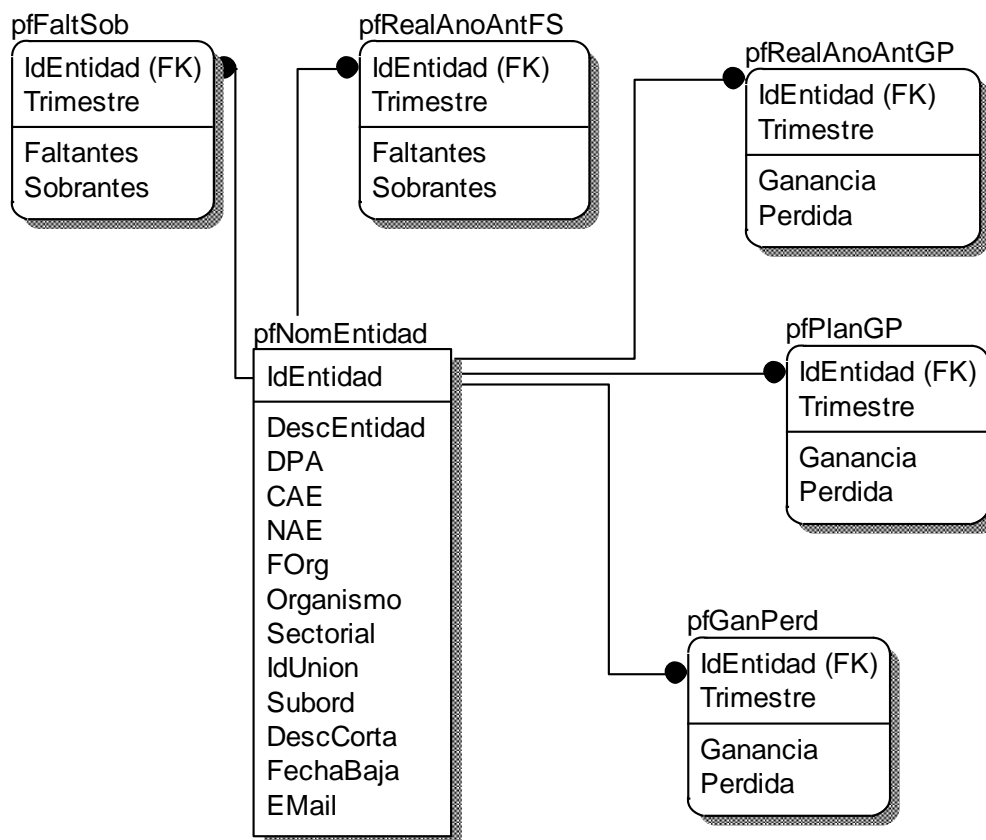 pfFaltSob
IdEntidad (FK)
Trimestre
Faltantes
Sobrantes
pfRealAnoAntFS
IdEntidad (FK)
Trimestre
Faltantes
Sobrantes
pfRealAnoAntGP
IdEntidad (FK)
Trimestre
Ganancia
Perdida
pfNomEntidad
IdEntidad
DescEntidad
DPA
CAE
NAE
FOrg
Organismo
Sectorial
IdUnion
Subord
DescCorta
FechaBaja
EMail
pfPlanGP
IdEntidad (FK)
Trimestre
Ganancia
Perdida
pfGanPerd
IdEntidad (FK)
Trimestre
Ganancia
Perdida